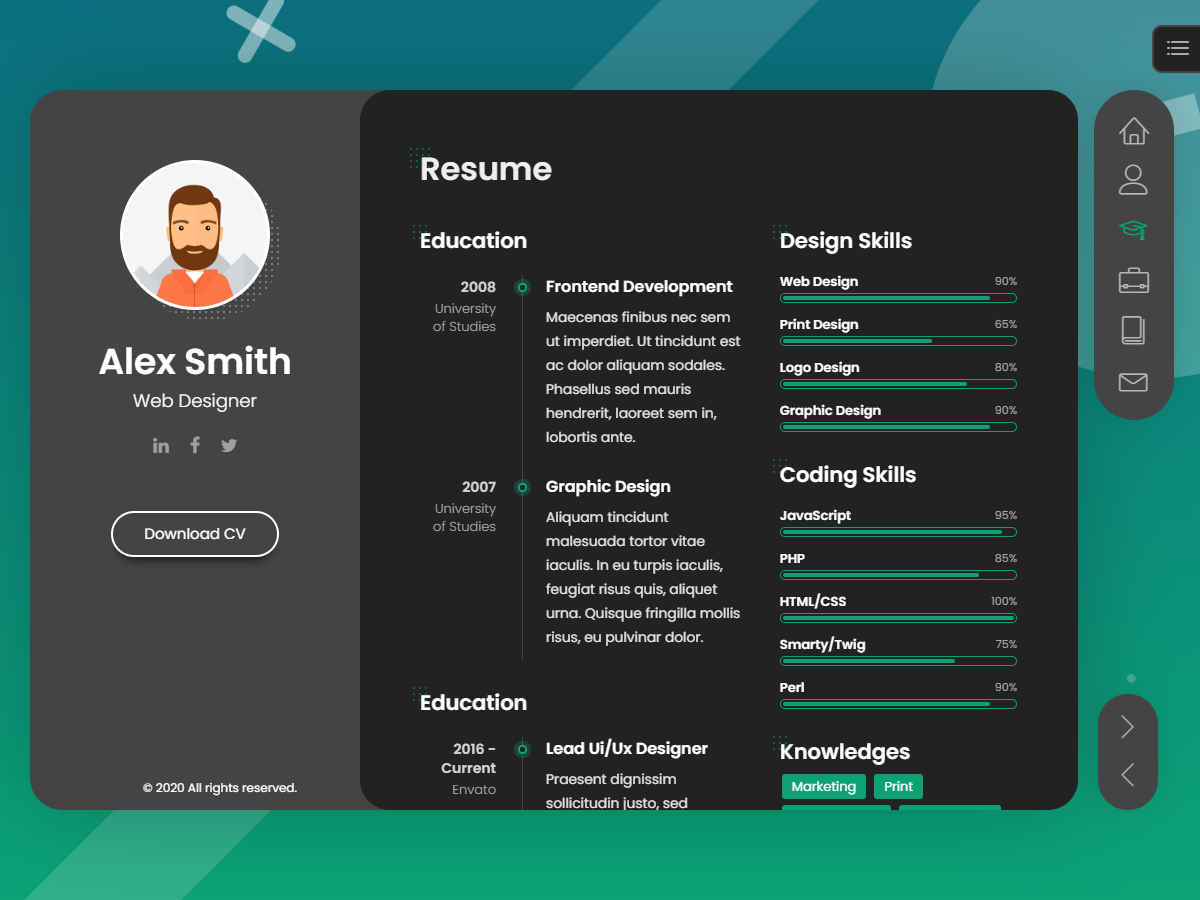 Alex Smith
Web Designer
Download CV
© 2020 All rights reserved.
Resume
Education
2008
University
of Studies
Frontend Development
Maecenas finibus nec sem
ut imperdiet. Ut tincidunt est
ac dolor aliquam sodales.
Phasellus sed mauris
hendrerit, laoreet sem in,
lobortis ante.
2007
University
of Studies
Graphic Design
Aliquam tincidunt
malesuada tortor vitae
iaculis. In eu turpis iaculis,
feugiat risus quis, aliquet
urna. Quisque fringilla mollis
risus, eu pulvinar dolor.
Education
2016 -
Current
Envato
Lead Ui/Ux Designer
Praesent dignissim
sollicitudin justo, sed
Design Skills
Web Design 90%
Print Design 65%
Logo Design 80%
Graphic Design 90%
Coding Skills
JavaScript 95%
PHP 85%
HTML/CSS 100%
Smarty/Twig 75%
Perl 90%
Knowledges
Marketing Print